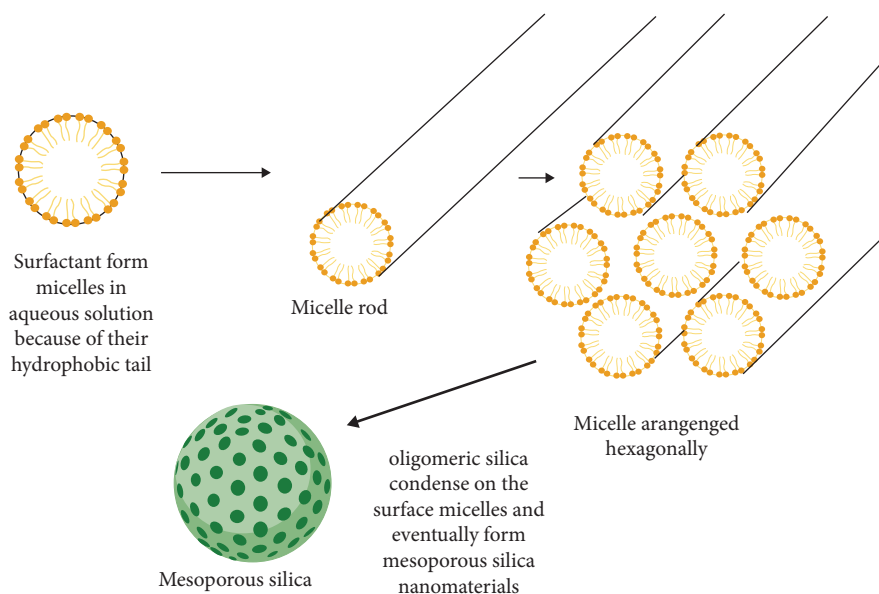 Surfactant form
micelles in
aqueous solution
because of their
hydrophobic tail
Micelle rod
Micelle arangenged
hexagonally
oligomeric silica
condense on the
surface micelles and
eventually form
mesoporous silica
nanomaterials
Mesoporous silica